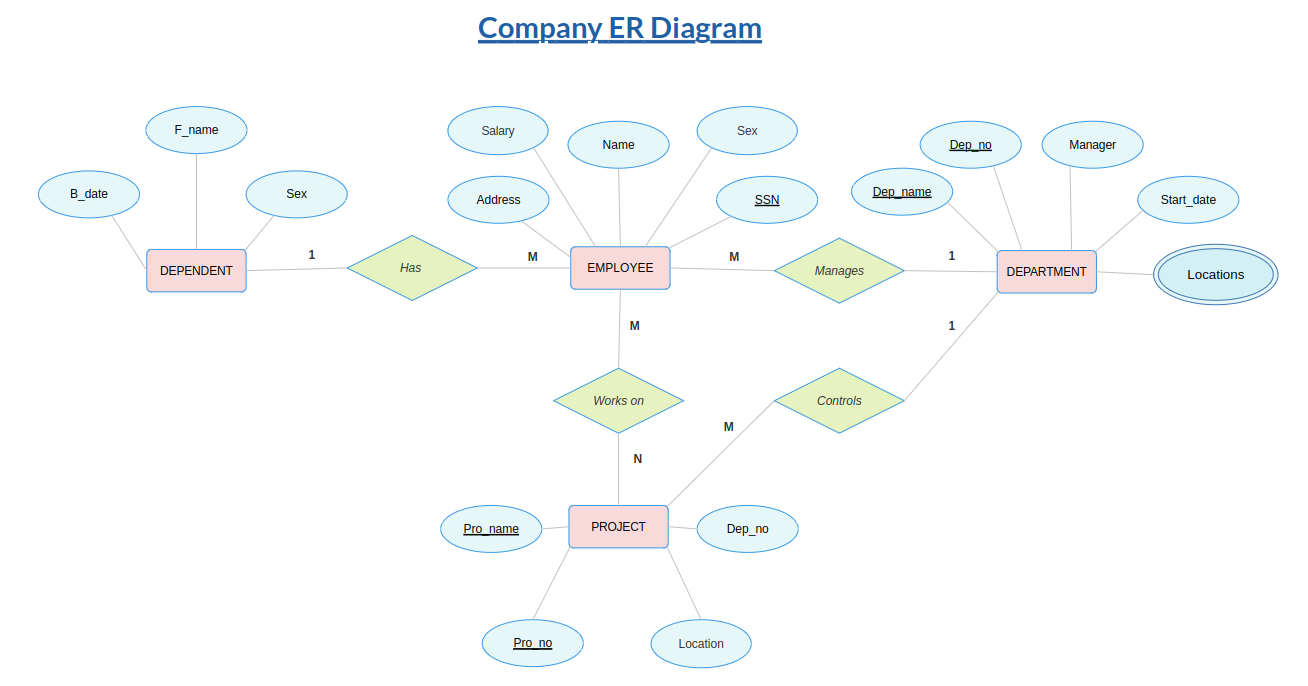 Company ER Diagram
F_name
Salary
Name
Sex
Dep_no
Manager
B_date
Sex
Address
SSN
Dep_name
Start_date
DEPENDENT
1
Has
M
EMPLOYEE
M
Manages
1
DEPARTMENT
Locations
M
1
Works on
Controls
M
N
Pro_name
PROJECT
Dep_no
Pro_no
Location